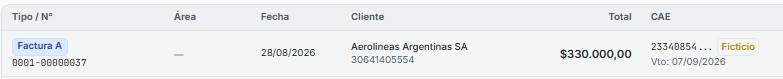 Tipo / N° Área Fecha Cliente Total CAE
Factura A
0001-00000037
—
28/08/2026
Aerolineas Argentinas SA
30641405554
$330.000,00
23340854... Ficticio
Vto: 07/09/2026